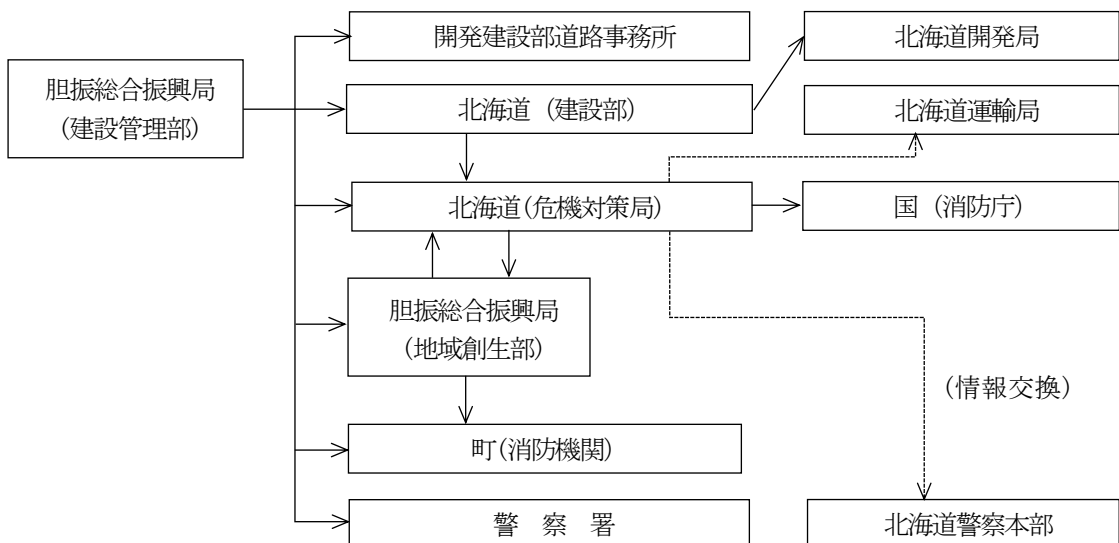 開発建設部道路事務所
北海道開発局
胆振総合振興局
(建設管理部)
北海道 (建設部)
北海道運輸局
北海道(危機対策局)
国 (消防庁)
胆振総合振興局
(地域創生部)
(情報交換)
町(消防機関)
警 察 署
北海道警察本部